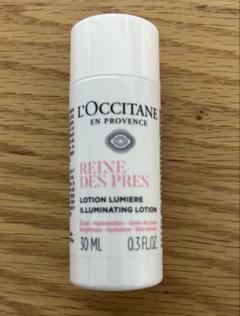 L'OCCITANE
EN PROVENCE
REINE
DES PRES
LOTION LUMIERE
ILLUMINATING LOTION
30 ML 0.3 FL.OZ